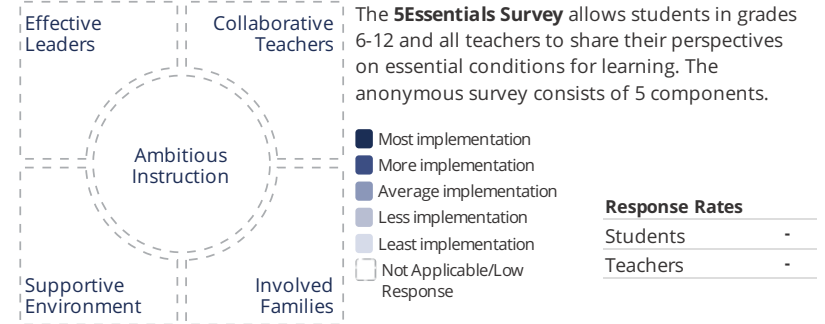 Effective
Leaders
Collaborative
Teachers
Ambitious
Instruction
Supportive
Environment
Involved
Families
The 5Essentials Survey allows students in grades
6-12 and all teachers to share their perspectives
on essential conditions for learning. The
anonymous survey consists of 5 components.
Most implementation
More implementation
Average implementation
Less implementation
Least implementation
Not Applicable/Low
Response
Response Rates
Students -
Teachers -